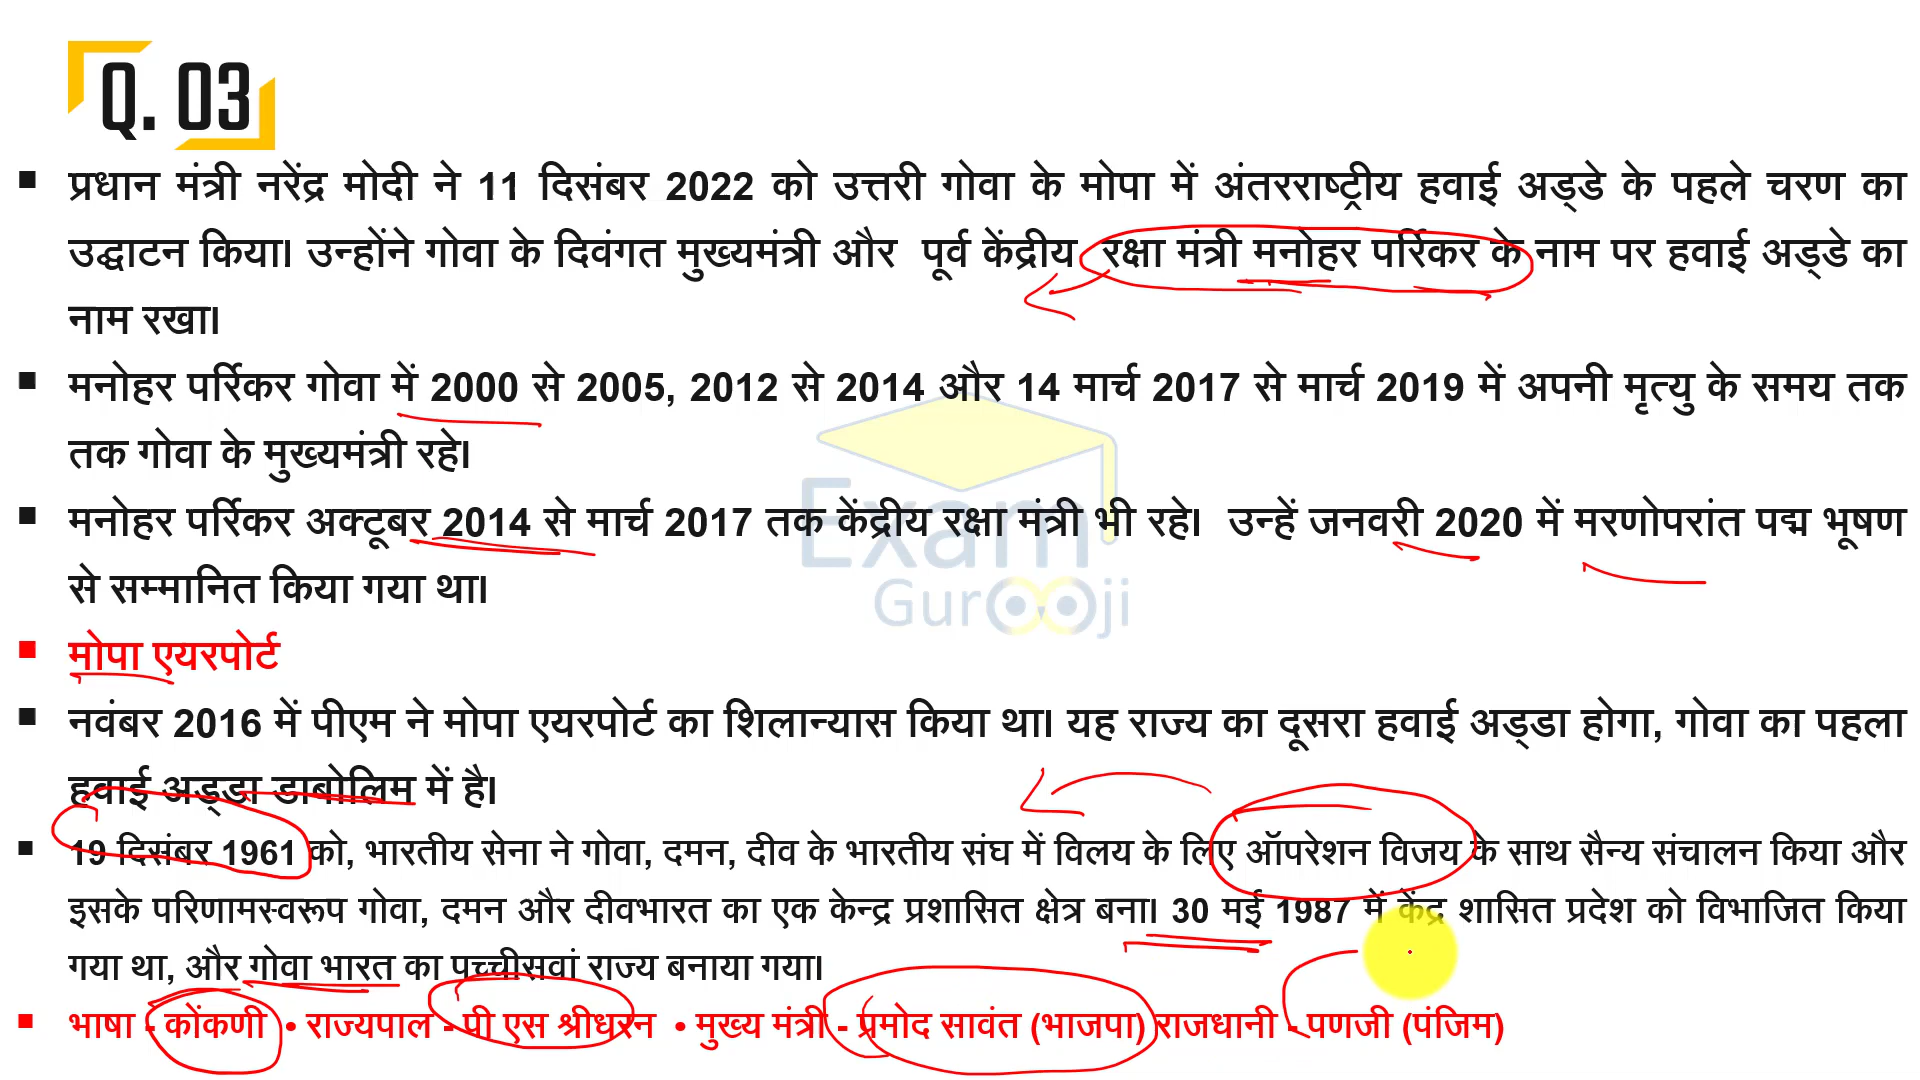 Q. 03
▪ प्रधान मंत्री नरेंद्र मोदी ने 11 दिसंबर 2022 को उत्तरी गोवा के मोपा में अंतरराष्ट्रीय हवाई अड्डे के पहले चरण का
उद्घाटन किया। उन्होंने गोवा के दिवंगत मुख्यमंत्री और पूर्व केंद्रीय रक्षा मंत्री मनोहर पर्रिकर के नाम पर हवाई अड्डे का
नाम रखा।
▪ मनोहर पर्रिकर गोवा में 2000 से 2005, 2012 से 2014 और 14 मार्च 2017 से मार्च 2019 में अपनी मृत्यु के समय तक
तक गोवा के मुख्यमंत्री रहे।
▪ मनोहर पर्रिकर अक्टूबर 2014 से मार्च 2017 तक केंद्रीय रक्षा मंत्री भी रहे। उन्हें जनवरी 2020 में मरणोपरांत पद्म भूषण
से सम्मानित किया गया था।
Exam
Gurooji
▪ मोपा एयरपोर्ट
▪ नवंबर 2016 में पीएम ने मोपा एयरपोर्ट का शिलान्यास किया था। यह राज्य का दूसरा हवाई अड्डा होगा, गोवा का पहला
हवाई अड्डा डाबोलिम में है।
▪ 19 दिसंबर 1961 को, भारतीय सेना ने गोवा, दमन, दीव के भारतीय संघ में विलय के लिए ऑपरेशन विजय के साथ सैन्य संचालन किया और
इसके परिणामस्वरूप गोवा, दमन और दीवभारत का एक केन्द्र प्रशासित क्षेत्र बना। 30 मई 1987 में केंद्र शासित प्रदेश को विभाजित किया
गया था, और गोवा भारत का पच्चीसवां राज्य बनाया गया।
▪ भाषा - कोंकणी • राज्यपाल - पी एस श्रीधरन • मुख्य मंत्री - प्रमोद सावंत (भाजपा) राजधानी - पणजी (पंजिम)